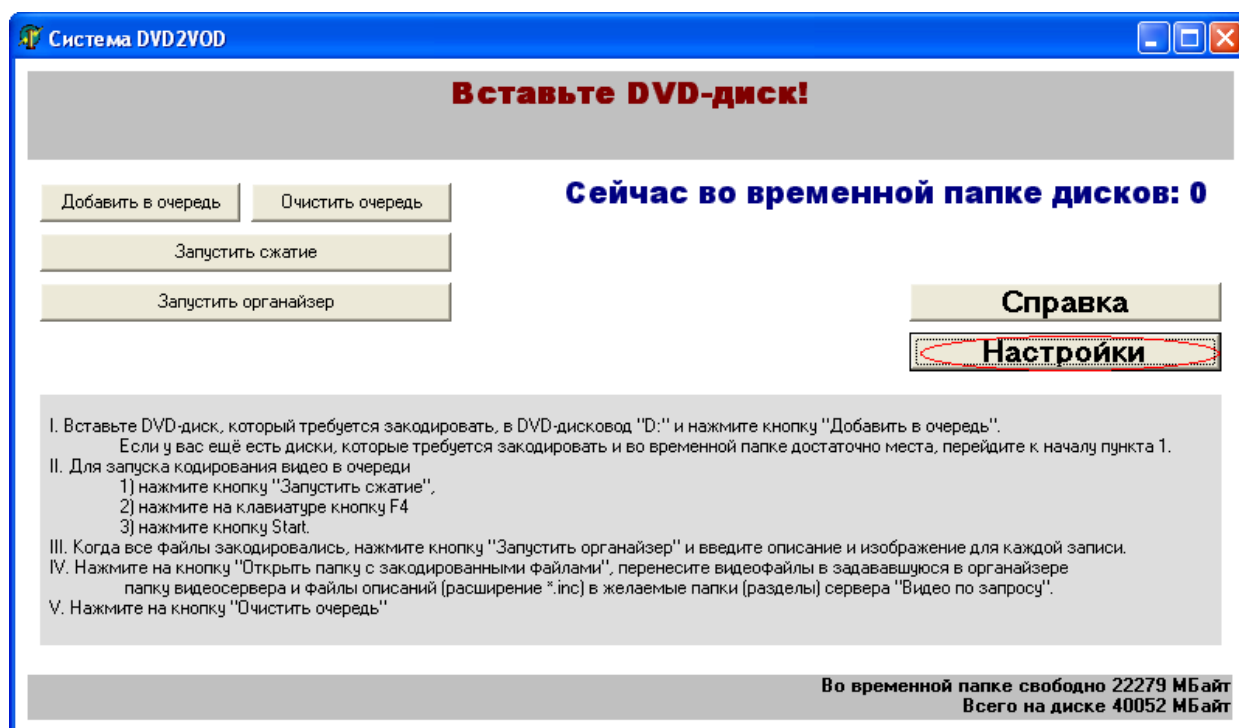 Система DVD2VOD
Вставьте DVD-диск!
Добавить в очередь
Очистить очередь
Сейчас во временной папке дисков: 0
Запустить сжатие
Запустить органайзер
Справка
Настройки
I. Вставьте DVD-диск, который требуется закодировать, в DVD-дисковод "D:" и нажмите кнопку "Добавить в очередь".
Если у вас ещё есть диски, которые требуется закодировать и во временной папке достаточно места, перейдите к началу пункта 1.
II. Для запуска кодирования видео в очереди
1) нажмите кнопку "Запустить сжатие",
2) нажмите на клавиатуре кнопку F4
3) нажмите кнопку Start.
III. Когда все файлы закодировались, нажмите кнопку "Запустить органайзер" и введите описание и изображение для каждой записи.
IV. Нажмите на кнопку "Открыть папку с закодированными файлами", перенесите видеофайлы в задававшуюся в органайзере
папку видеосервера и файлы описаний (расширение *.inc) в желаемые папки (разделы) сервера "Видео по запросу".
V. Нажмите на кнопку "Очистить очередь"
Во временной папке свободно 22279 МБайт
Всего на диске 40052 МБайт